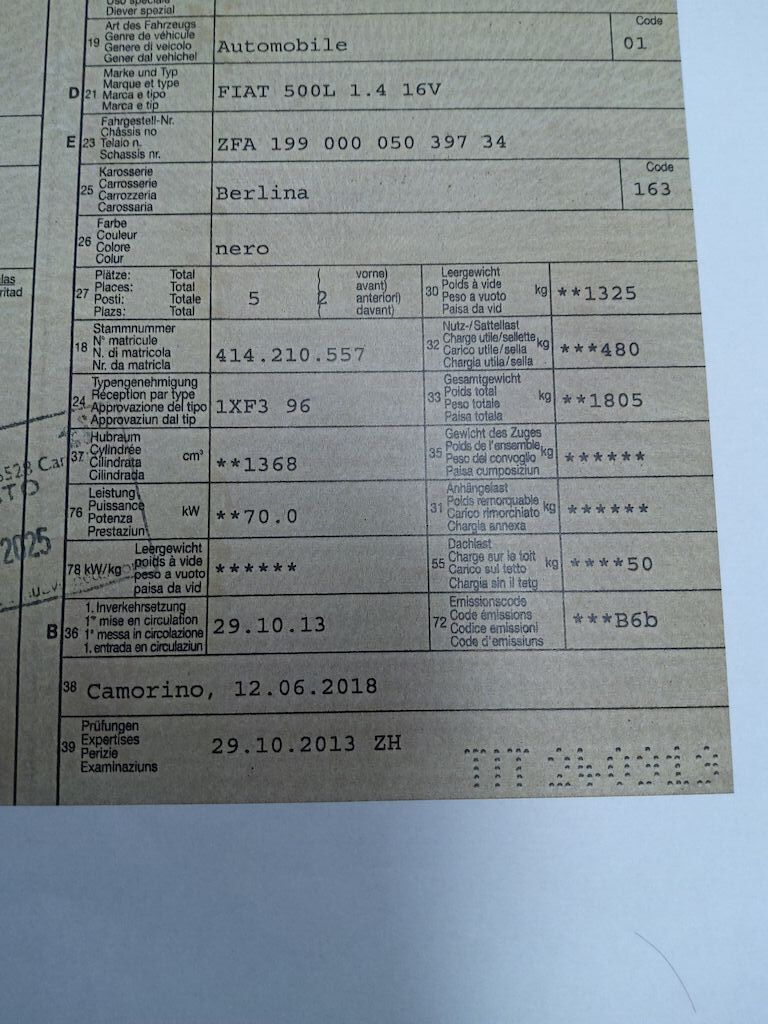 Diever spezial
19
Art des Fahrzeugs
Genre de véhicule
Genere di veicolo
Gener dal vehichel
Automobile
Code
01
D 21
Marke und Typ
Marque et type
Marca e tipo
Marca e tip
FIAT 500L 1.4 16V
E 23
Fahrgestell-Nr.
Châssis no
Telaio n.
Schassis nr.
ZFA 199 000 050 397 34
25
Karosserie
Carrosserie
Carrozzeria
Carossaria
Berlina
Code
163
26
Farbe
Couleur
Colore
Colur
nero
27
Plätze: Total
Places: Total
Posti: Totale
Plazs: Total
5 ( 2
vorne)
avant)
anteriori)
davant)
30
Leergewicht
Poids à vide
Peso a vuoto
Paisa da vid
kg
**1325
18
Stammnummer
N° matricule
N. di matricola
Nr. da matricla
414.210.557
32
Nutz-/Sattellast
Charge utile/sellette
Carico utile/sella
Chargia utila/sella
kg
***480
24
Typengenehmigung
Réception par type
Approvazione del tipo
Approvaziun dal tip
1XF3 96
33
Gesamtgewicht
Poids total
Peso totale
Paisa totala
kg
**1805
37
Hubraum
Cylindrée
Cilindrata
Cilindrada
cm³
**1368
35
Gewicht des Zuges
Poids de l'ensemble
Peso del convoglio
Paisa cumposiziun
kg
******
76
Leistung
Puissance
Potenza
Prestaziun
kW
**70.0
31
Anhängelast
Poids remorquable
Carico rimorchiato
Chargia annexa
kg
******
78 kW/kg
Leergewicht
poids à vide
peso a vuoto
paisa da vid
******
55
Dachlast
Charge sur le toit
Carico sul tetto
Chargia sin il tetg
kg
****50
B 36
1. Inverkehrsetzung
1re mise en circulation
1a messa in circolazione
1. entrada en circulaziun
29.10.13
72
Emissionscode
Code émissions
Codice emissioni
Code d'emissiuns
***B6b
38
Camorino, 12.06.2018
39
Prüfungen
Expertises
Perizie
Examinaziuns
29.10.2013 ZH
2025